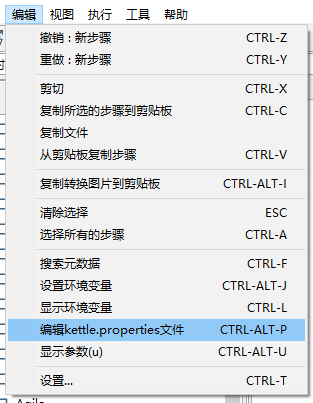 编辑 视图 执行 工具 帮助
撤销 : 新步骤 CTRL-Z
重做 : 新步骤 CTRL-Y
剪切 CTRL-X
复制所选的步骤到剪贴板 CTRL-C
复制文件
从剪贴板复制步骤 CTRL-V
复制转换图片到剪贴板 CTRL-ALT-I
清除选择 ESC
选择所有的步骤 CTRL-A
搜索元数据 CTRL-F
设置环境变量 CTRL-ALT-J
显示环境变量 CTRL-L
编辑kettle.properties文件 CTRL-ALT-P
显示参数(u) CTRL-ALT-U
设置... CTRL-T